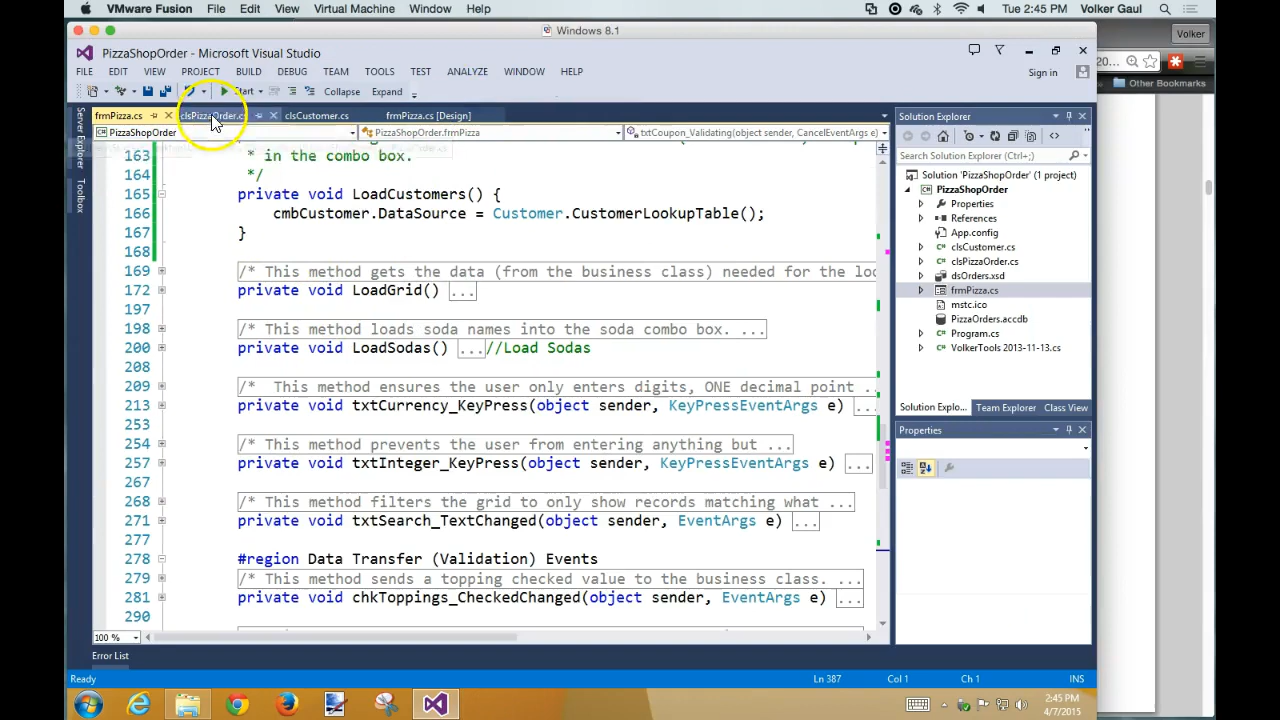 VMware Fusion File Edit View Virtual Machine Window Help Tue 2:45 PM Volker Gaul
Windows 8.1
Volker
PizzaShopOrder - Microsoft Visual Studio
FILE EDIT VIEW PROJECT BUILD DEBUG TEAM TOOLS TEST ANALYZE WINDOW HELP Sign in
20...
Collapse Expand
Other Bookmarks
frmPizza.cs clsPizzaOrder.cs clsCustomer.cs frmPizza.cs [Design]
PizzaShopOrder PizzaShopOrder.frmPizza txtCoupon_Validating(object sender, CancelEventArgs e)
Server Explorer
Toolbox
163 * in the combo box.
164 */
165 private void LoadCustomers() {
166 cmbCustomer.DataSource = Customer.CustomerLookupTable();
167 }
168
169 /* This method gets the data (from the business class) needed for the loo
172 private void LoadGrid() ...
197
198 /* This method loads soda names into the soda combo box. ...
200 private void LoadSodas() ... //Load Sodas
208
209 /* This method ensures the user only enters digits, ONE decimal point ..
213 private void txtCurrency_KeyPress(object sender, KeyPressEventArgs e) ...
253
254 /* This method prevents the user from entering anything but ...
257 private void txtInteger_KeyPress(object sender, KeyPressEventArgs e) ...
267
268 /* This method filters the grid to only show records matching what ...
271 private void txtSearch_TextChanged(object sender, EventArgs e) ...
277
278 #region Data Transfer (Validation) Events
279 /* This method sends a topping checked value to the business class. ...
281 private void chkToppings_CheckedChanged(object sender, EventArgs e) ...
290
100 %
Error List
Ready Ln 387 Col 1 Ch 1 INS
Solution Explorer
Search Solution Explorer (Ctrl+;)
Solution 'PizzaShopOrder' (1 project)
PizzaShopOrder
Properties
References
App.config
clsCustomer.cs
clsPizzaOrder.cs
dsOrders.xsd
frmPizza.cs
mstc.ico
PizzaOrders.accdb
Program.cs
VolkerTools 2013-11-13.cs
Solution Explo... Team Explorer Class View
Properties
2:45 PM
4/7/2015